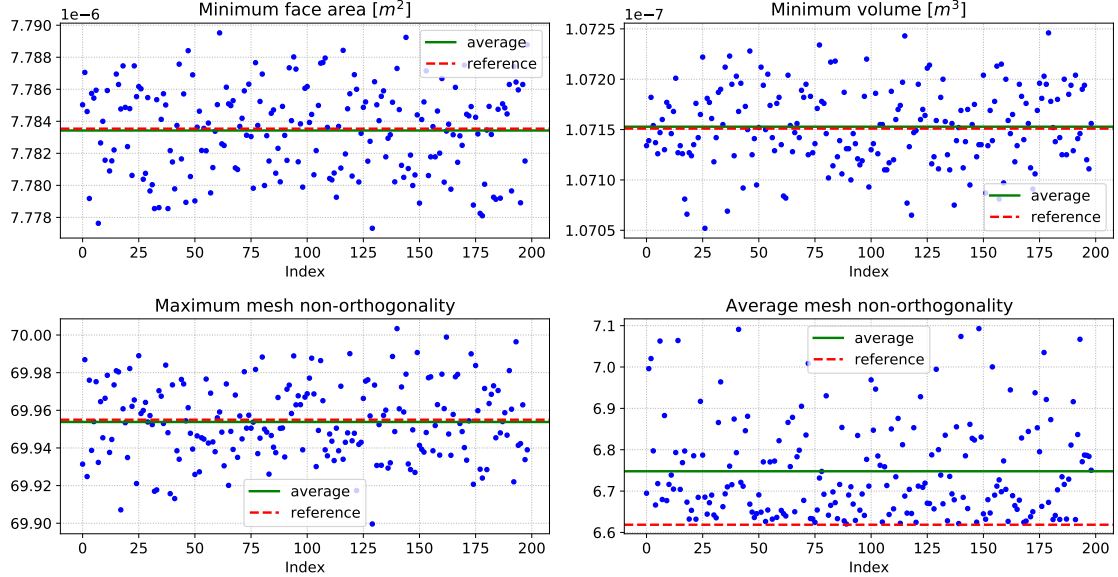 Minimum face area [m²]
1e−6
7.790
7.788
7.786
7.784
7.782
7.780
7.778
0 25 50 75 100 125 150 175 200
Index
average
reference
Minimum volume [m³]
1e−7
1.0725
1.0720
1.0715
1.0710
1.0705
0 25 50 75 100 125 150 175 200
Index
average
reference
Maximum mesh non-orthogonality
70.00
69.98
69.96
69.94
69.92
69.90
0 25 50 75 100 125 150 175 200
Index
average
reference
Average mesh non-orthogonality
7.1
7.0
6.9
6.8
6.7
6.6
0 25 50 75 100 125 150 175 200
Index
average
reference